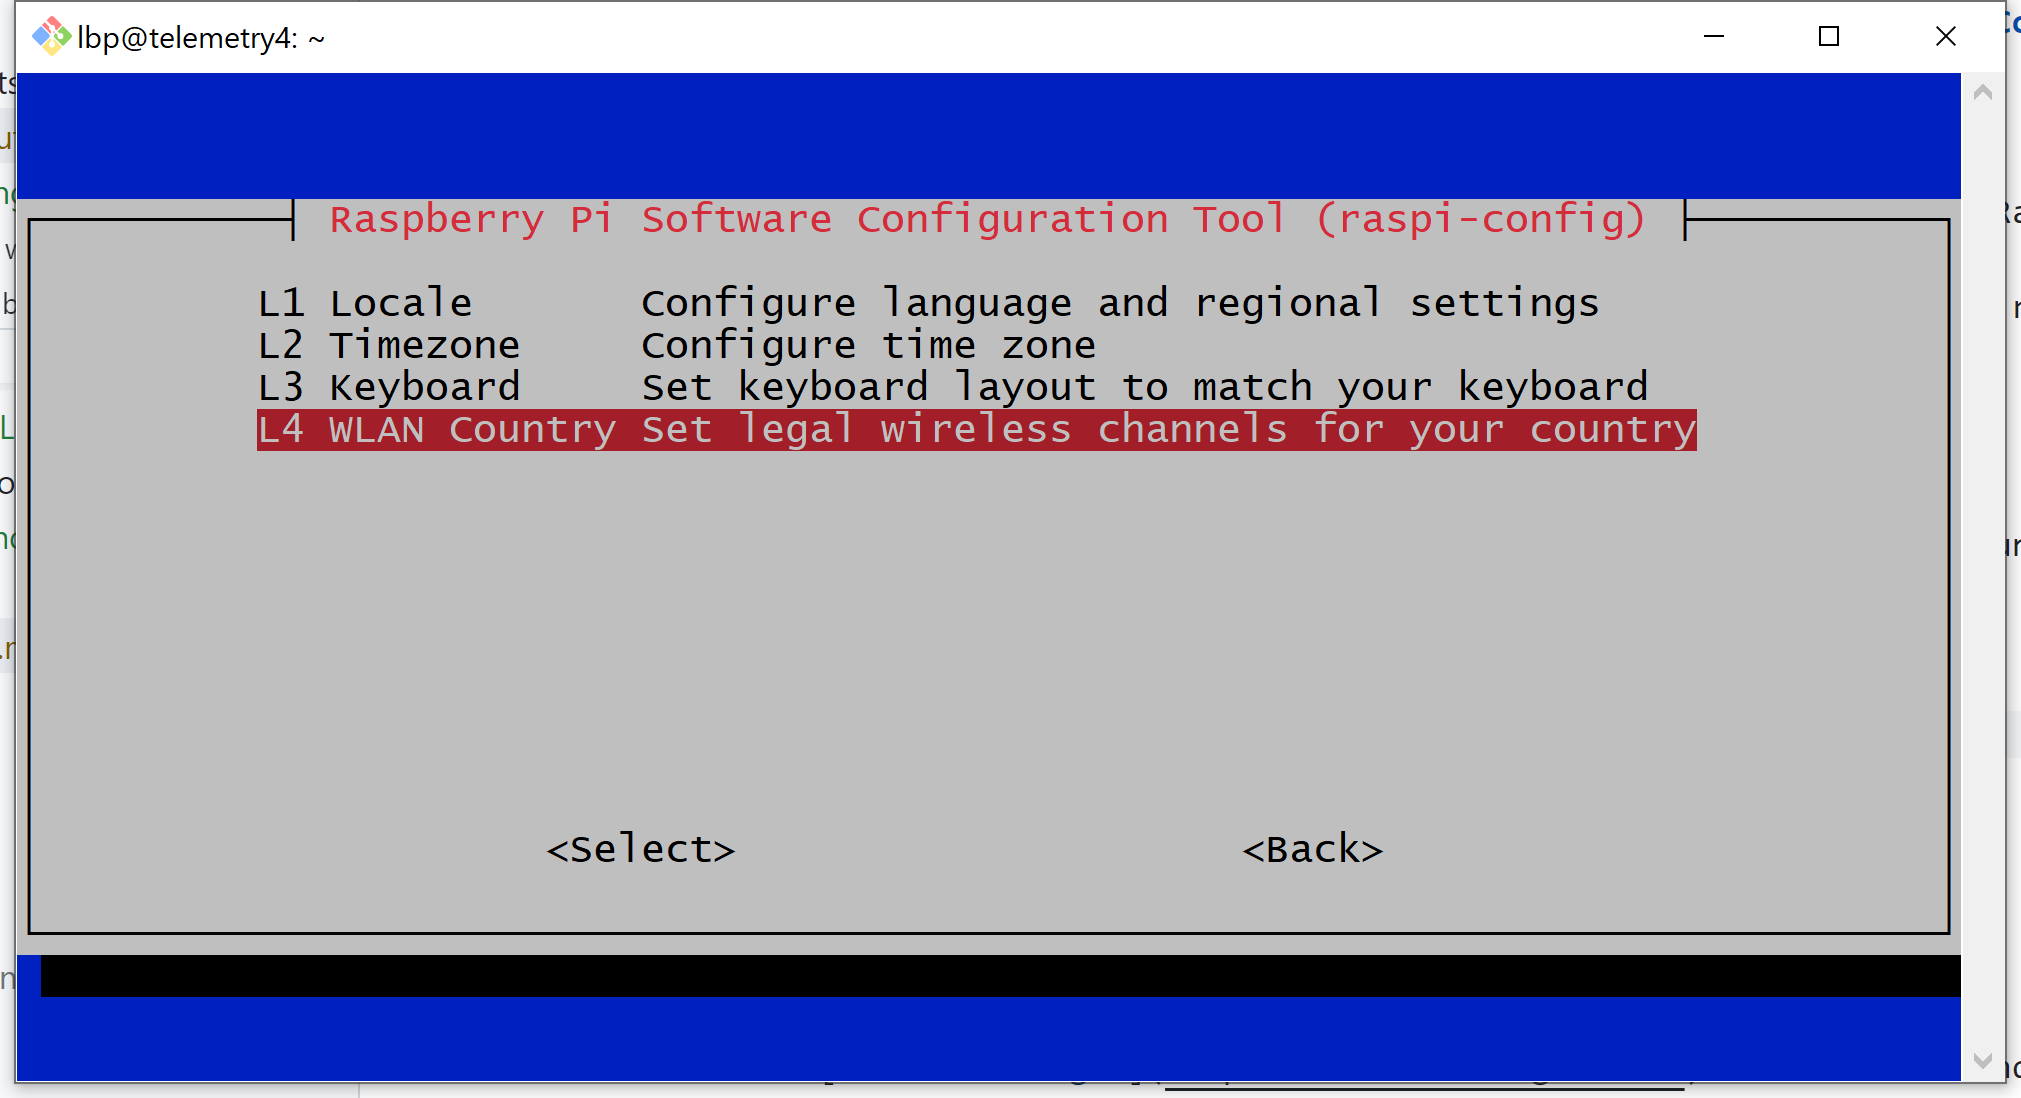 lbp@telemetry4: ~
Raspberry Pi Software Configuration Tool (raspi-config)
L1 Locale Configure language and regional settings
L2 Timezone Configure time zone
L3 Keyboard Set keyboard layout to match your keyboard
L4 WLAN Country Set legal wireless channels for your country
<Select> <Back>